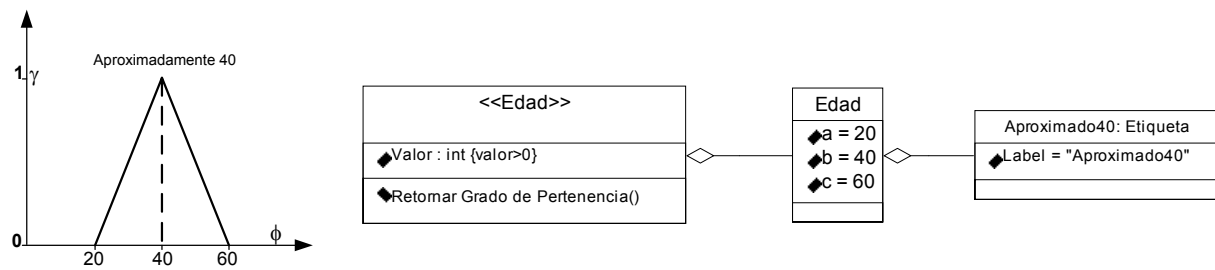 Aproximadamente 40
1
γ
0
20
40
60
ϕ
<<Edad>>
Valor : int {valor>0}
Retornar Grado de Pertenencia()
Edad
a = 20
b = 40
c = 60
Aproximado40: Etiqueta
Label = "Aproximado40"